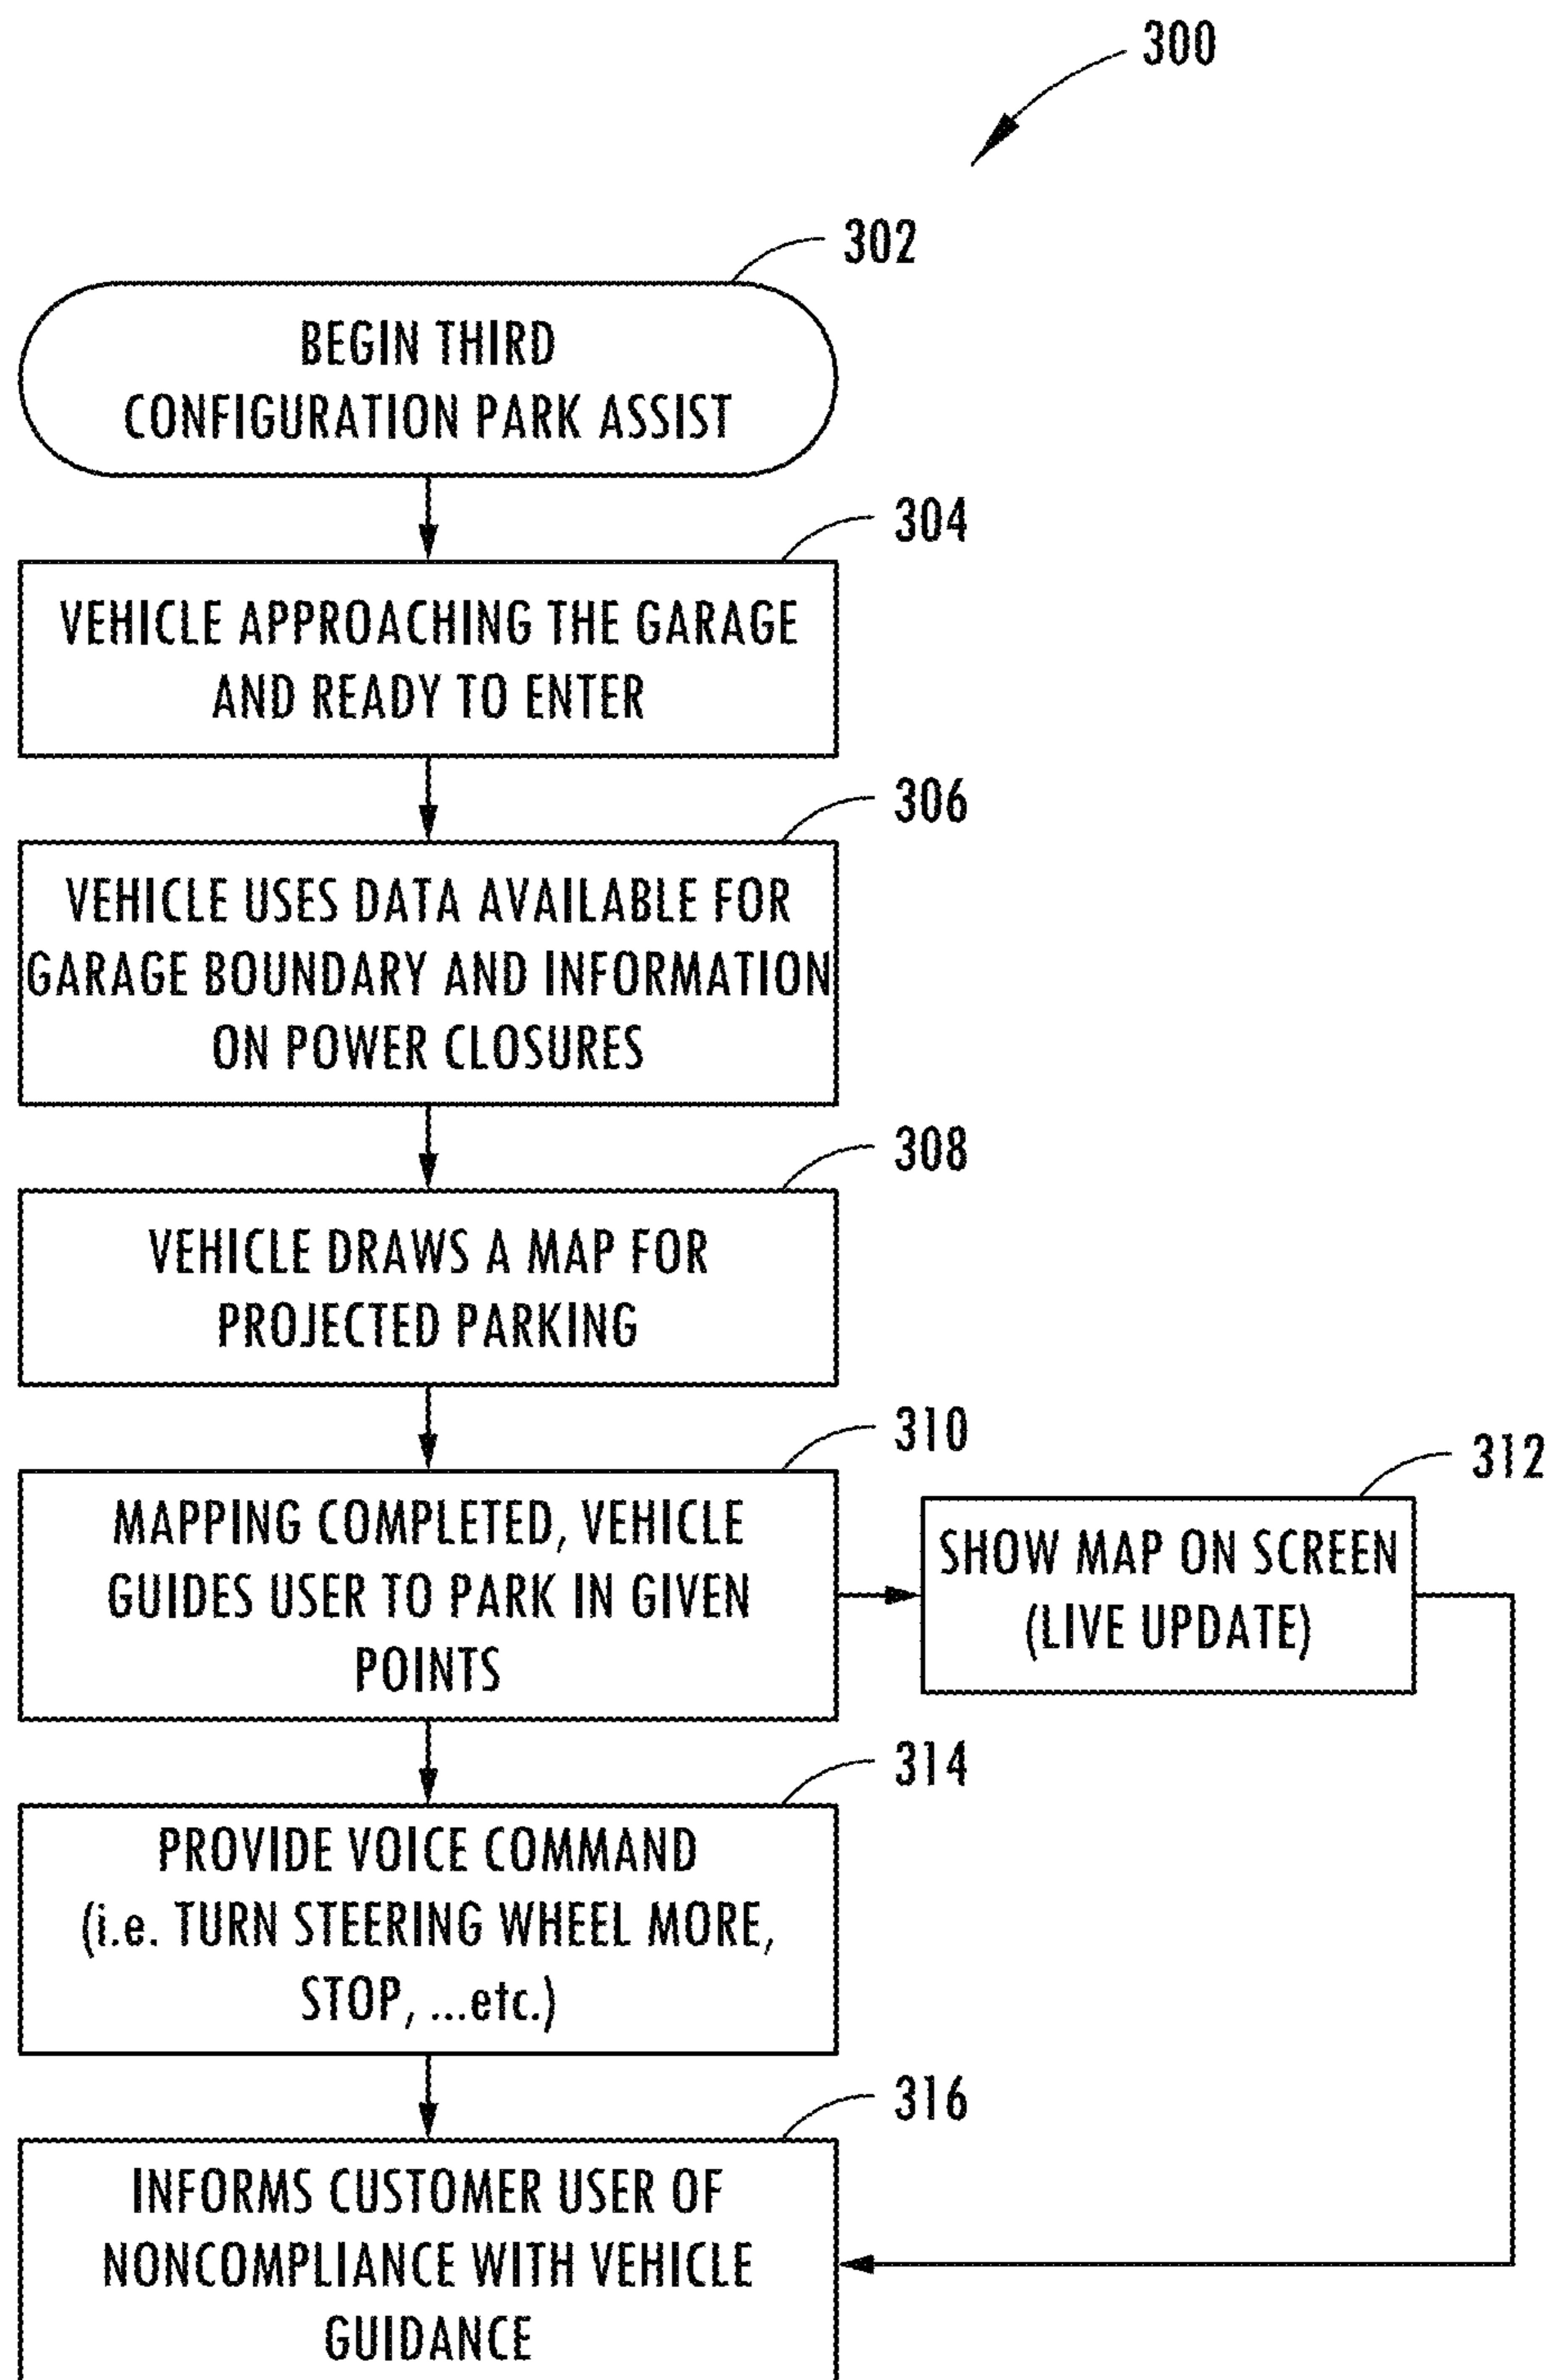 300
302
BEGIN THIRD
CONFIGURATION PARK ASSIST
304
VEHICLE APPROACHING THE GARAGE
AND READY TO ENTER
306
VEHICLE USES DATA AVAILABLE FOR
GARAGE BOUNDARY AND INFORMATION
ON POWER CLOSURES
308
VEHICLE DRAWS A MAP FOR
PROJECTED PARKING
310
MAPPING COMPLETED, VEHICLE
GUIDES USER TO PARK IN GIVEN
POINTS
312
SHOW MAP ON SCREEN
(LIVE UPDATE)
314
PROVIDE VOICE COMMAND
(i.e. TURN STEERING WHEEL MORE,
STOP, ...etc.)
316
INFORMS CUSTOMER USER OF
NONCOMPLIANCE WITH VEHICLE
GUIDANCE